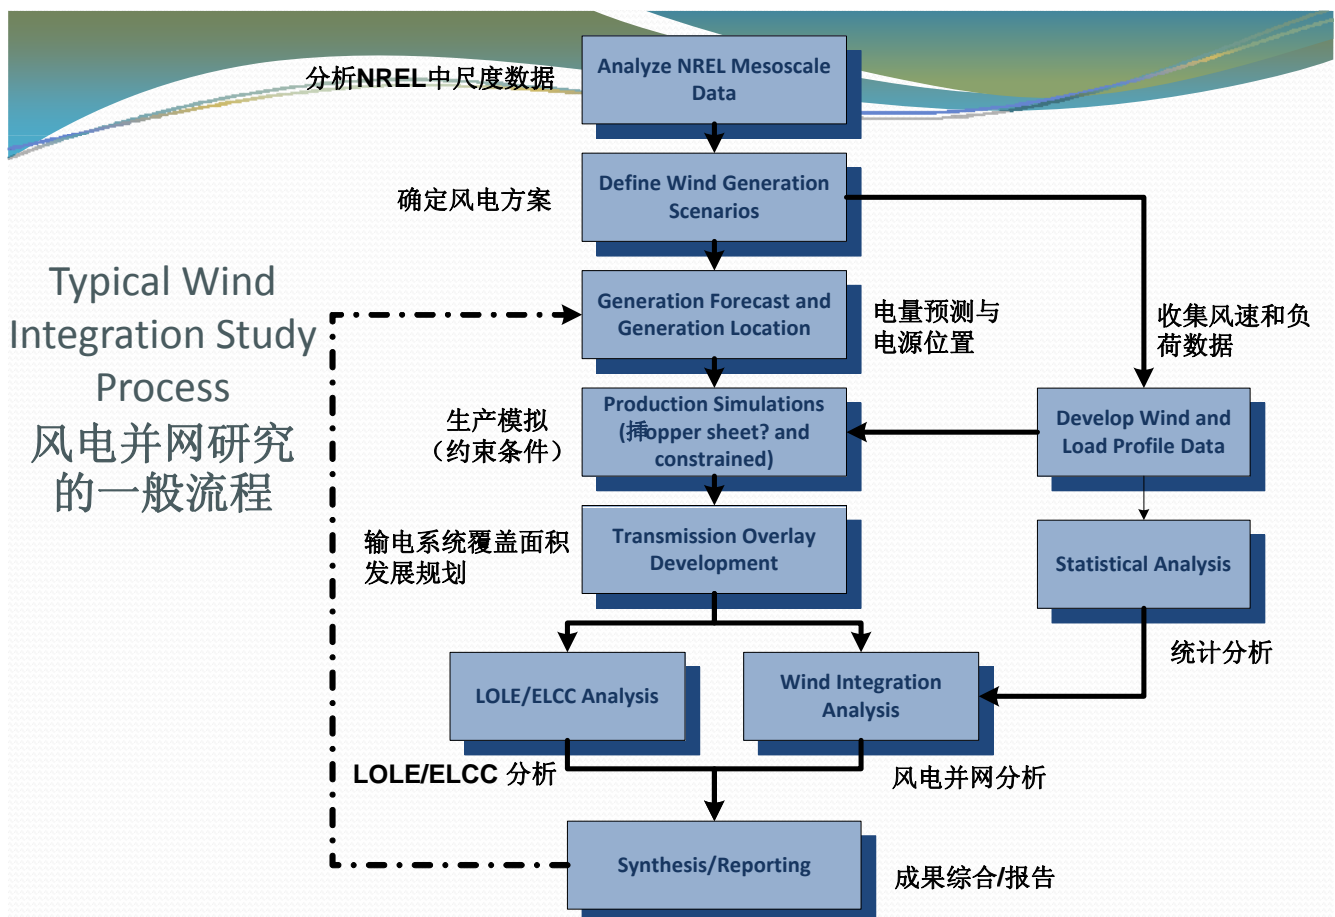 分析NREL中尺度数据
Analyze NREL Mesoscale
Data
确定风电方案
Define Wind Generation
Scenarios
Typical Wind
Integration Study
Process
风电并网研究
的一般流程
Generation Forecast and
Generation Location
电量预测与
电源位置
收集风速和负
荷数据
生产模拟
（约束条件）
Production Simulations
(揷opper sheet? and
constrained)
Develop Wind and
Load Profile Data
输电系统覆盖面积
发展规划
Transmission Overlay
Development
Statistical Analysis
统计分析
LOLE/ELCC Analysis
Wind Integration
Analysis
LOLE/ELCC 分析
风电并网分析
Synthesis/Reporting
成果综合/报告